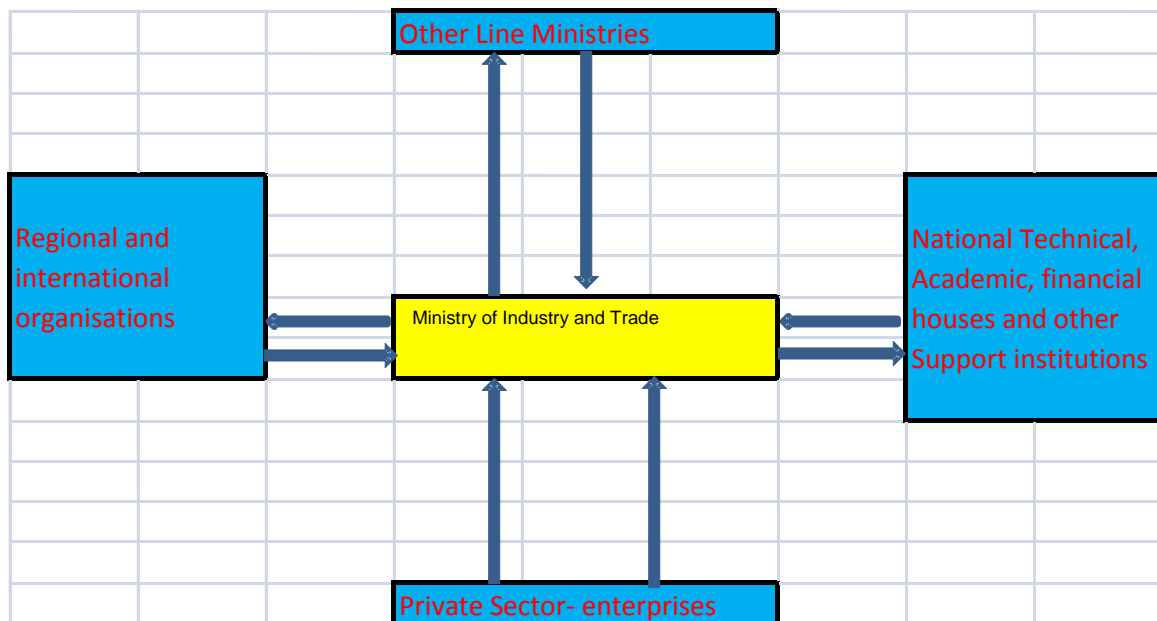 Other Line Ministries
Regional and
international
organisations
Ministry of Industry and Trade
National Technical,
Academic, financial
houses and other
Support institutions
Private Sector- enterprises